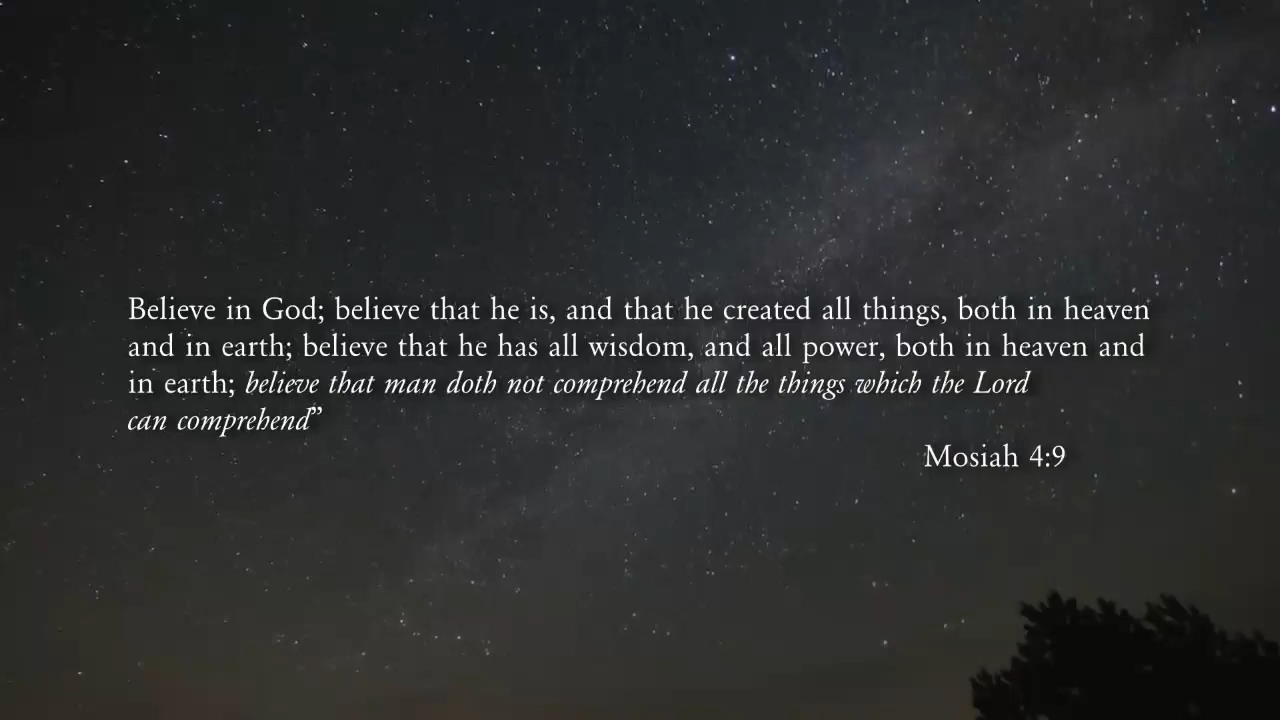 Believe in God; believe that he is, and that he created all things, both in heaven
and in earth; believe that he has all wisdom, and all power, both in heaven and
in earth; believe that man doth not comprehend all the things which the Lord
can comprehend”
Mosiah 4:9